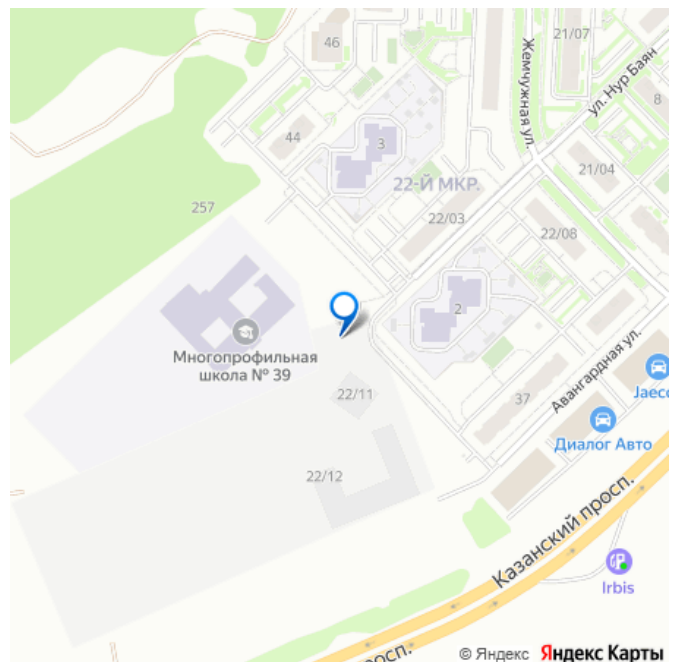 46
21/07
Жемчужная ул.
ул. Нур Баян
8
44
3
21/04
22-Й МКР.
257
22/03
22/08
2
Многопрофильная
школа № 39
Авангардная ул.
Jaeco
22/11
37
Диалог Авто
22/12
Казанский просп.
Irbis
просп.
© Яндекс Яндекс Карты